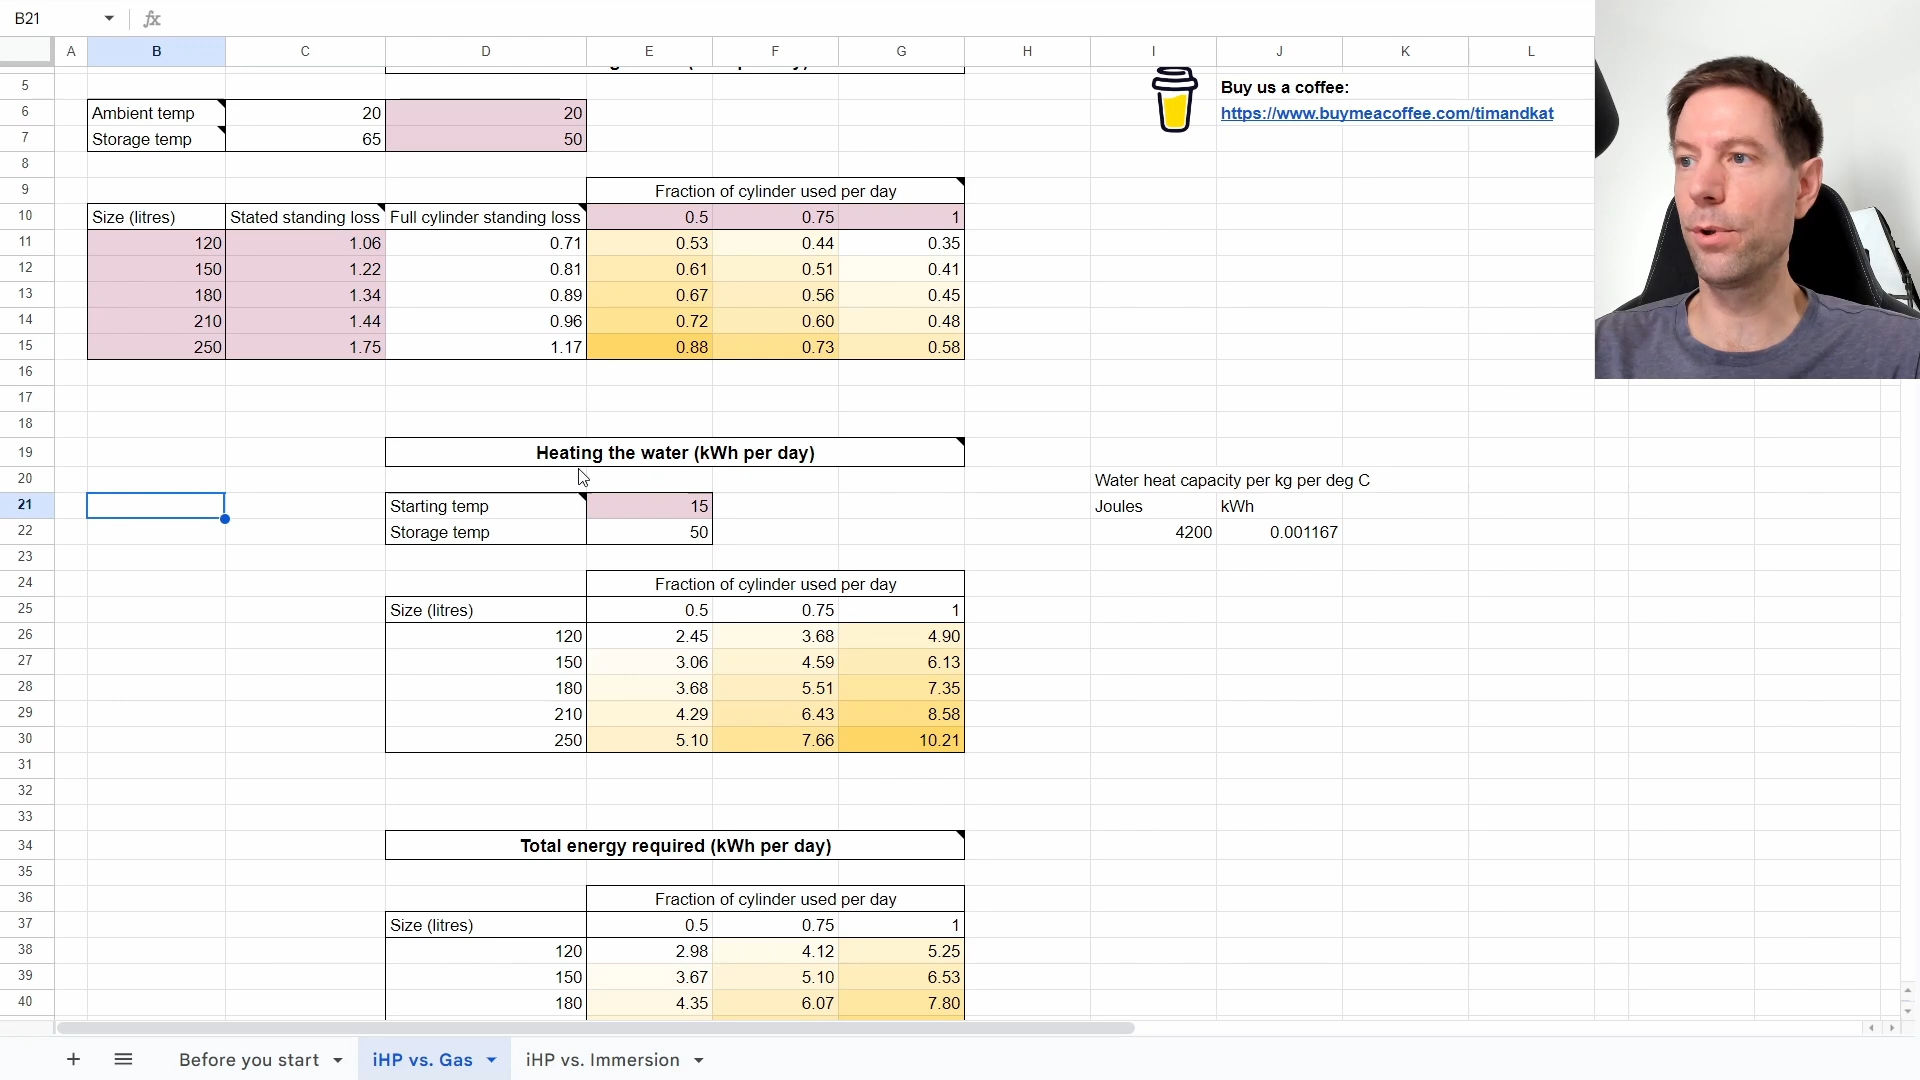 B21 fx
A B C D E F G H I J K L
5 Buy us a coffee:
6 Ambient temp 20 20 https://www.buymeacoffee.com/timandkat
7 Storage temp 65 50
8
9 Fraction of cylinder used per day
10 Size (litres) Stated standing loss Full cylinder standing loss 0.5 0.75 1
11 120 1.06 0.71 0.53 0.44 0.35
12 150 1.22 0.81 0.61 0.51 0.41
13 180 1.34 0.89 0.67 0.56 0.45
14 210 1.44 0.96 0.72 0.60 0.48
15 250 1.75 1.17 0.88 0.73 0.58
16
17
18
19 Heating the water (kWh per day)
20 Water heat capacity per kg per deg C
21 Starting temp 15 Joules kWh
22 Storage temp 50 4200 0.001167
23
24 Fraction of cylinder used per day
25 Size (litres) 0.5 0.75 1
26 120 2.45 3.68 4.90
27 150 3.06 4.59 6.13
28 180 3.68 5.51 7.35
29 210 4.29 6.43 8.58
30 250 5.10 7.66 10.21
31
32
33
34 Total energy required (kWh per day)
35
36 Fraction of cylinder used per day
37 Size (litres) 0.5 0.75 1
38 120 2.98 4.12 5.25
39 150 3.67 5.10 6.53
40 180 4.35 6.07 7.80
Before you start iHP vs. Gas iHP vs. Immersion